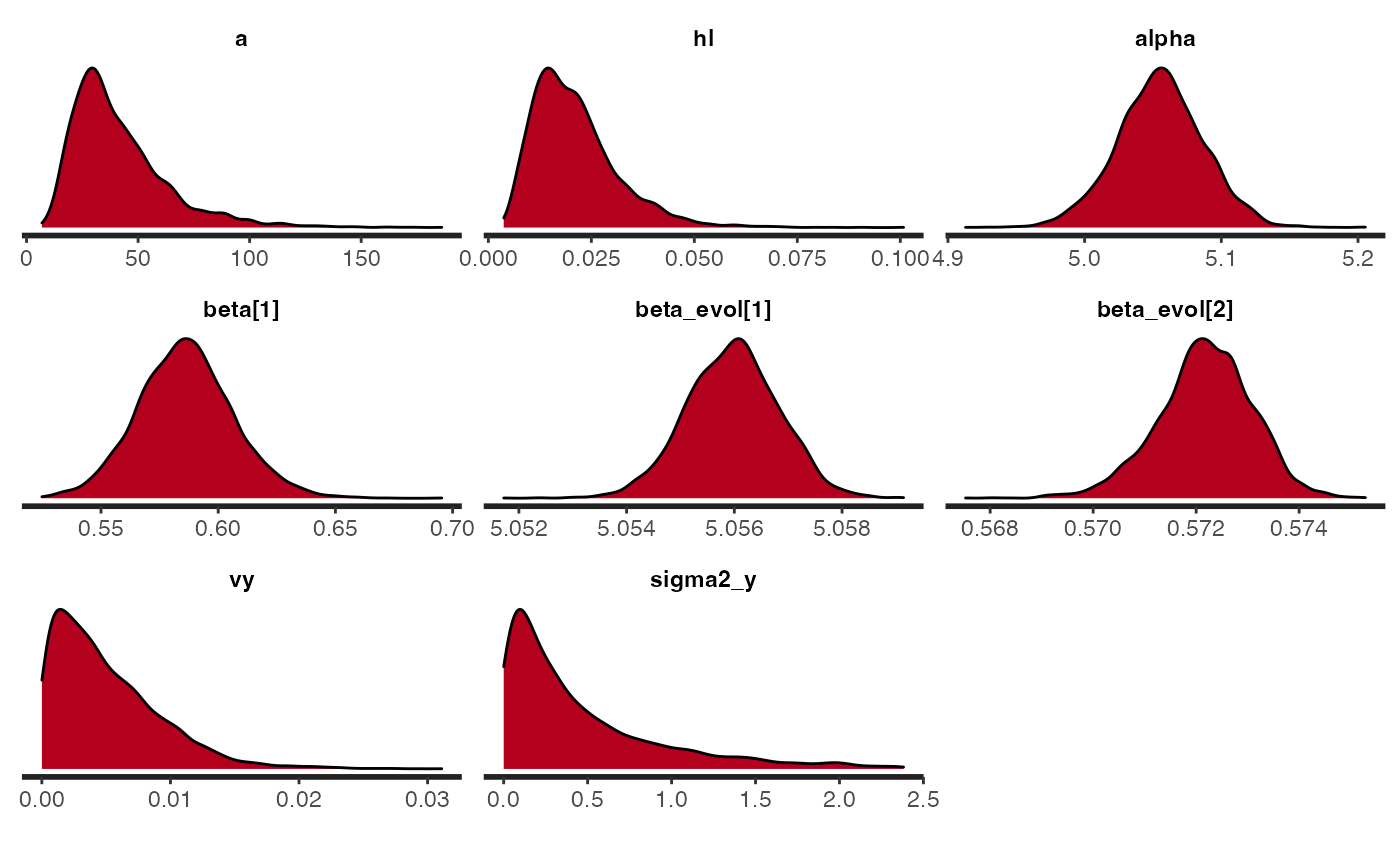 a hl alpha
0 50 100 150 0.000 0.025 0.050 0.075 0.100 4.9 5.0 5.1 5.2
beta[1] beta_evol[1] beta_evol[2]
0.55 0.60 0.65 0.70 5.052 5.054 5.056 5.058 0.568 0.570 0.572 0.574
vy sigma2_y
0.00 0.01 0.02 0.03 0.0 0.5 1.0 1.5 2.0 2.5